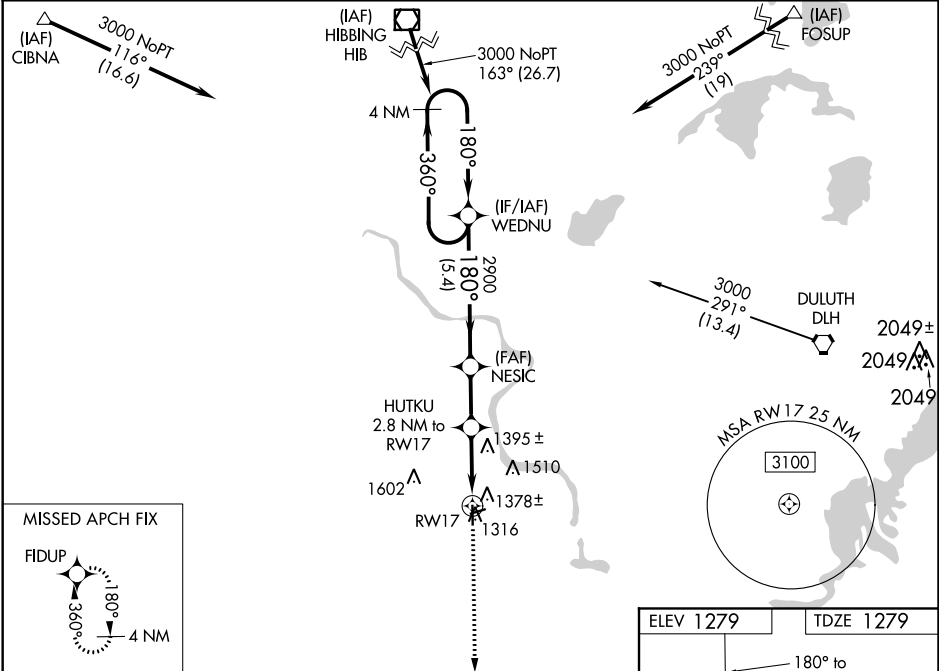 (IAF)
CIBNA
3000 NoPT
116°
(16.6)
(IAF)
HIBBING
HIB
3000 NoPT
163° (26.7)
(IAF)
FOSUP
3000 NoPT
239°
(19)
4 NM
360°
180°
(IF/IAF)
WEDNU
2900
180°
(5.4)
3000
291°
(13.4)
DULUTH
DLH
2049±
2049
2049
(FAF)
NESIC
HUTKU
2.8 NM to
RW17
1395±
1510
1602
1378±
RW17
1316
MSA RW17 25 NM
3100
MISSED APCH FIX
FIDUP
360°
180°
4 NM
ELEV 1279
TDZE 1279
180° to